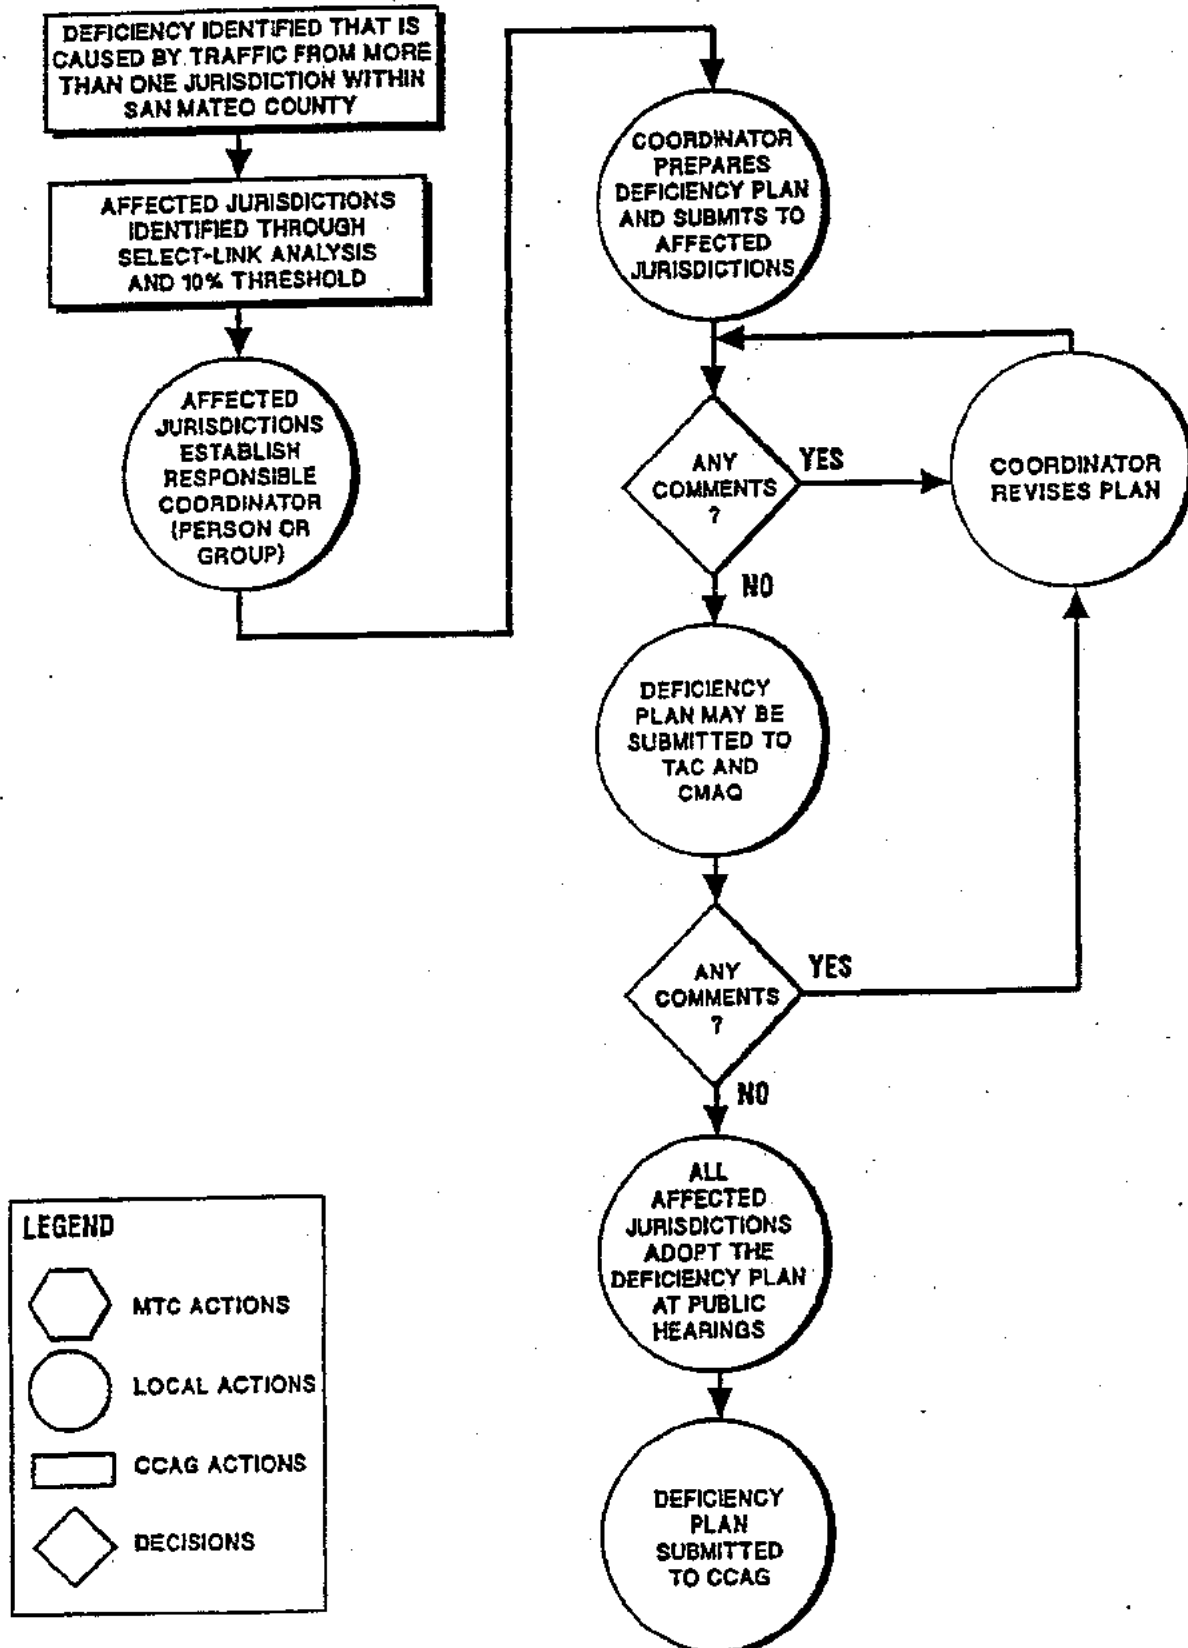 DEFICIENCY IDENTIFIED THAT IS
CAUSED BY TRAFFIC FROM MORE
THAN ONE JURISDICTION WITHIN
SAN MATEO COUNTY
AFFECTED JURISDICTIONS
IDENTIFIED THROUGH
SELECT-LINK ANALYSIS
AND 10% THRESHOLD
AFFECTED
JURISDICTIONS
ESTABLISH
RESPONSIBLE
COORDINATOR
(PERSON OR
GROUP)
COORDINATOR
PREPARES
DEFICIENCY PLAN
AND SUBMITS TO
AFFECTED
JURISDICTIONS
ANY
COMMENTS
?
YES
COORDINATOR
REVISES PLAN
NO
DEFICIENCY
PLAN MAY BE
SUBMITTED TO
TAC AND
CMAQ
ANY
COMMENTS
?
YES
NO
ALL
AFFECTED
JURISDICTIONS
ADOPT THE
DEFICIENCY PLAN
AT PUBLIC
HEARINGS
DEFICIENCY
PLAN
SUBMITTED
TO CCAG
LEGEND
MTC ACTIONS
LOCAL ACTIONS
CCAG ACTIONS
DECISIONS